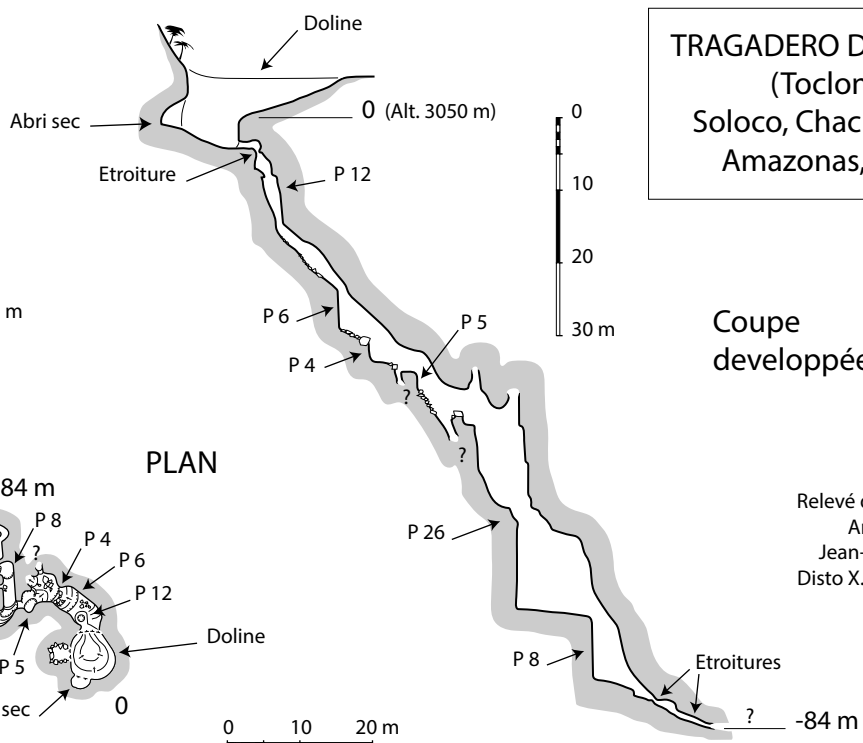 Doline
TRAGADERO D
(Toclon
Soloco, Chac
Amazonas,
Abri sec
0 (Alt. 3050 m)
Etroiture
P 12
0
10
20
30 m
m
P 6
P 5
P 4
?
?
Coupe
developpée
PLAN
84 m
P 8
?
P 4
P 6
P 12
P 5
Doline
sec
0
P 26
P 8
Relevé
Jean-
Disto X.
Etroitures
?
-84 m
0
10
20 m